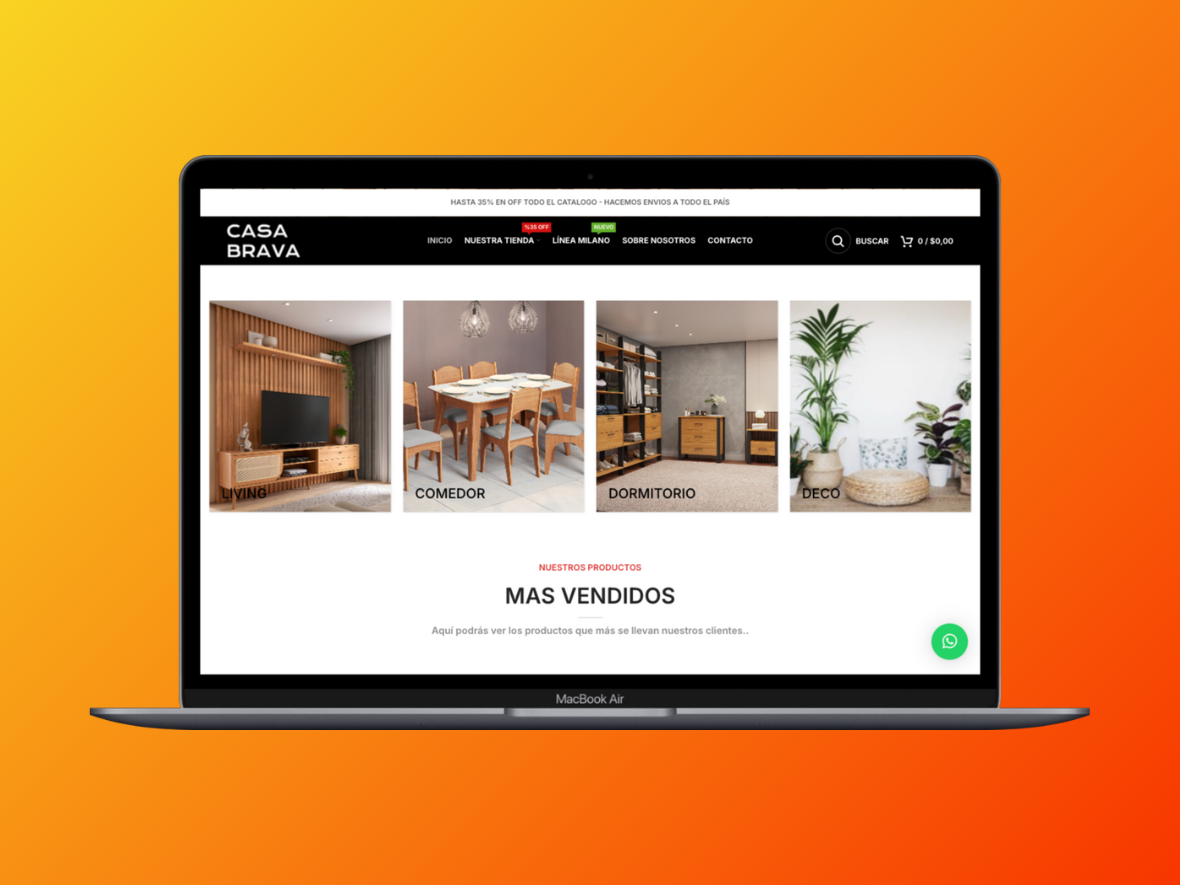 HASTA 35% EN OFF TODO EL CATALOGO - HACEMOS ENVIOS A TODO EL PAÍS
CASA
BRAVA
%35 OFF
NUEVO
INICIO NUESTRA TIENDA LÍNEA MILANO SOBRE NOSOTROS CONTACTO
BUSCAR 0 / $0,00
LIVING COMEDOR DORMITORIO DECO
NUESTROS PRODUCTOS
MAS VENDIDOS
Aquí podrás ver los productos que más se llevan nuestros clientes..
MacBook Air